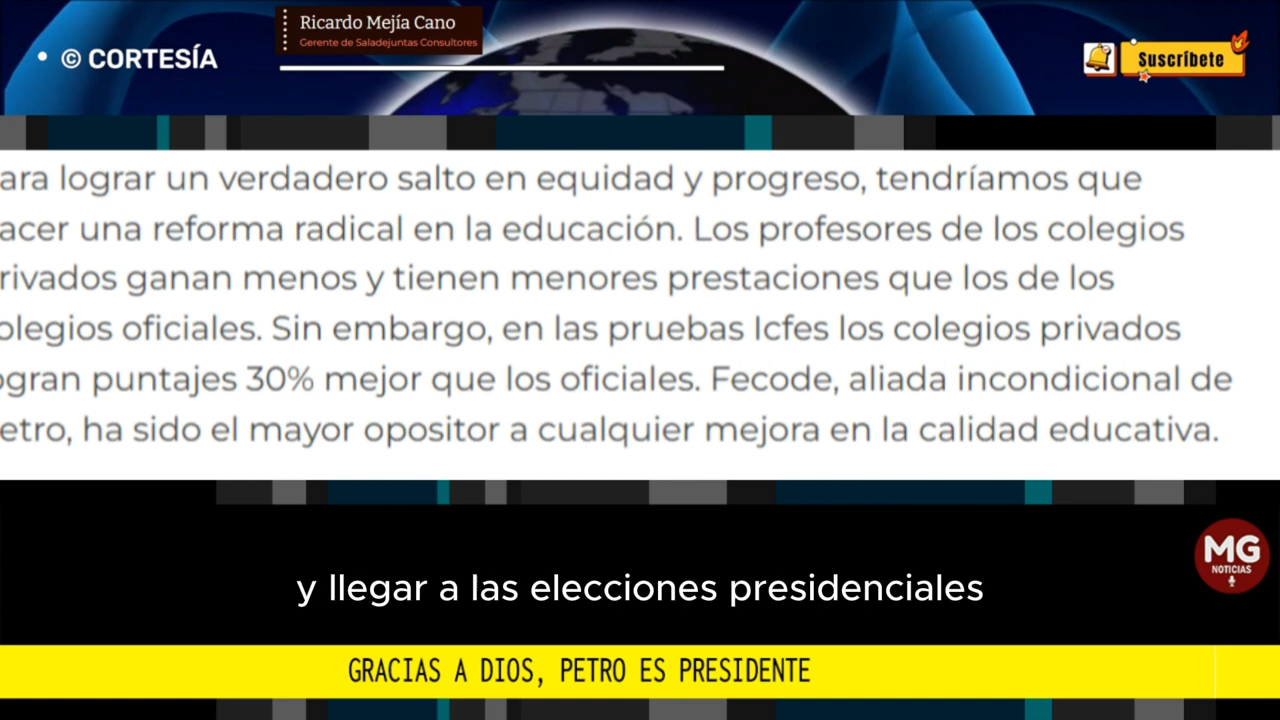 Ricardo Mejía Cano
Gerente de Saladejuntas Consultores
• © CORTESÍA
Suscríbete
ara lograr un verdadero salto en equidad y progreso, tendríamos que
acer una reforma radical en la educación. Los profesores de los colegios
rivados ganan menos y tienen menores prestaciones que los de los
olegios oficiales. Sin embargo, en las pruebas Icfes los colegios privados
ogran puntajes 30% mejor que los oficiales. Fecode, aliada incondicional de
etro, ha sido el mayor opositor a cualquier mejora en la calidad educativa.
MG
NOTICIAS
y llegar a las elecciones presidenciales
GRACIAS A DIOS, PETRO ES PRESIDENTE